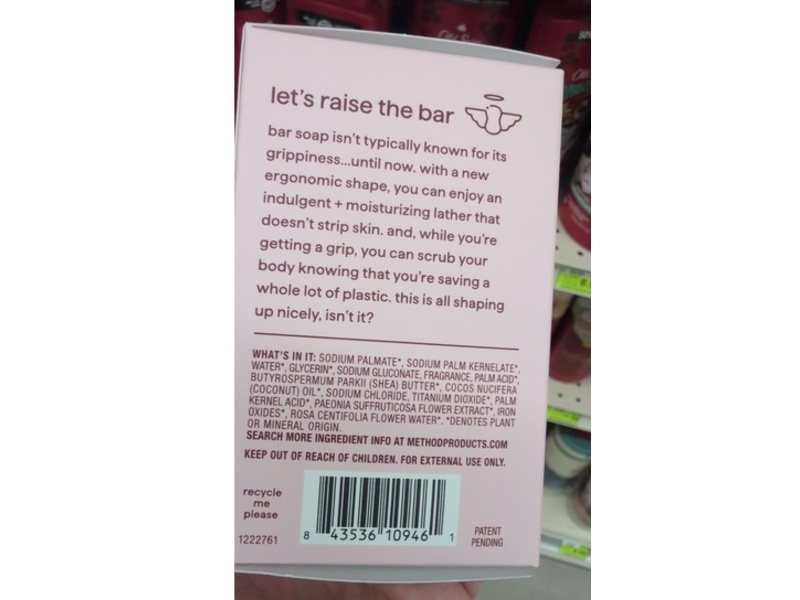 let's raise the bar
bar soap isn't typically known for its
grippiness...until now. with a new
ergonomic shape, you can enjoy an
indulgent + moisturizing lather that
doesn't strip skin. and, while you're
getting a grip, you can scrub your
body knowing that you're saving a
whole lot of plastic. this is all shaping
up nicely, isn't it?
WHAT'S IN IT: SODIUM PALMATE*, SODIUM PALM KERNELATE*,
WATER*, GLYCERIN*, SODIUM GLUCONATE, FRAGRANCE, PALM ACID*,
BUTYROSPERMUM PARKII (SHEA) BUTTER*, COCOS NUCIFERA
(COCONUT) OIL*, SODIUM CHLORIDE, TITANIUM DIOXIDE*, PALM
KERNEL ACID*, PAEONIA SUFFRUTICOSA FLOWER EXTRACT*, IRON
OXIDES*, ROSA CENTIFOLIA FLOWER WATER*. *DENOTES PLANT
OR MINERAL ORIGIN.
SEARCH MORE INGREDIENT INFO AT METHODPRODUCTS.COM
KEEP OUT OF REACH OF CHILDREN. FOR EXTERNAL USE ONLY.
recycle
me
please
1222761
8 43536 10946 1
PATENT
PENDING